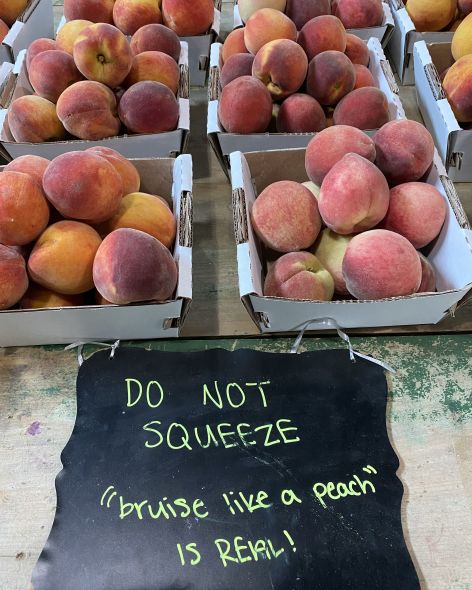 DO NOT
SQUEEZE
"bruise like a peach"
IS REAL!